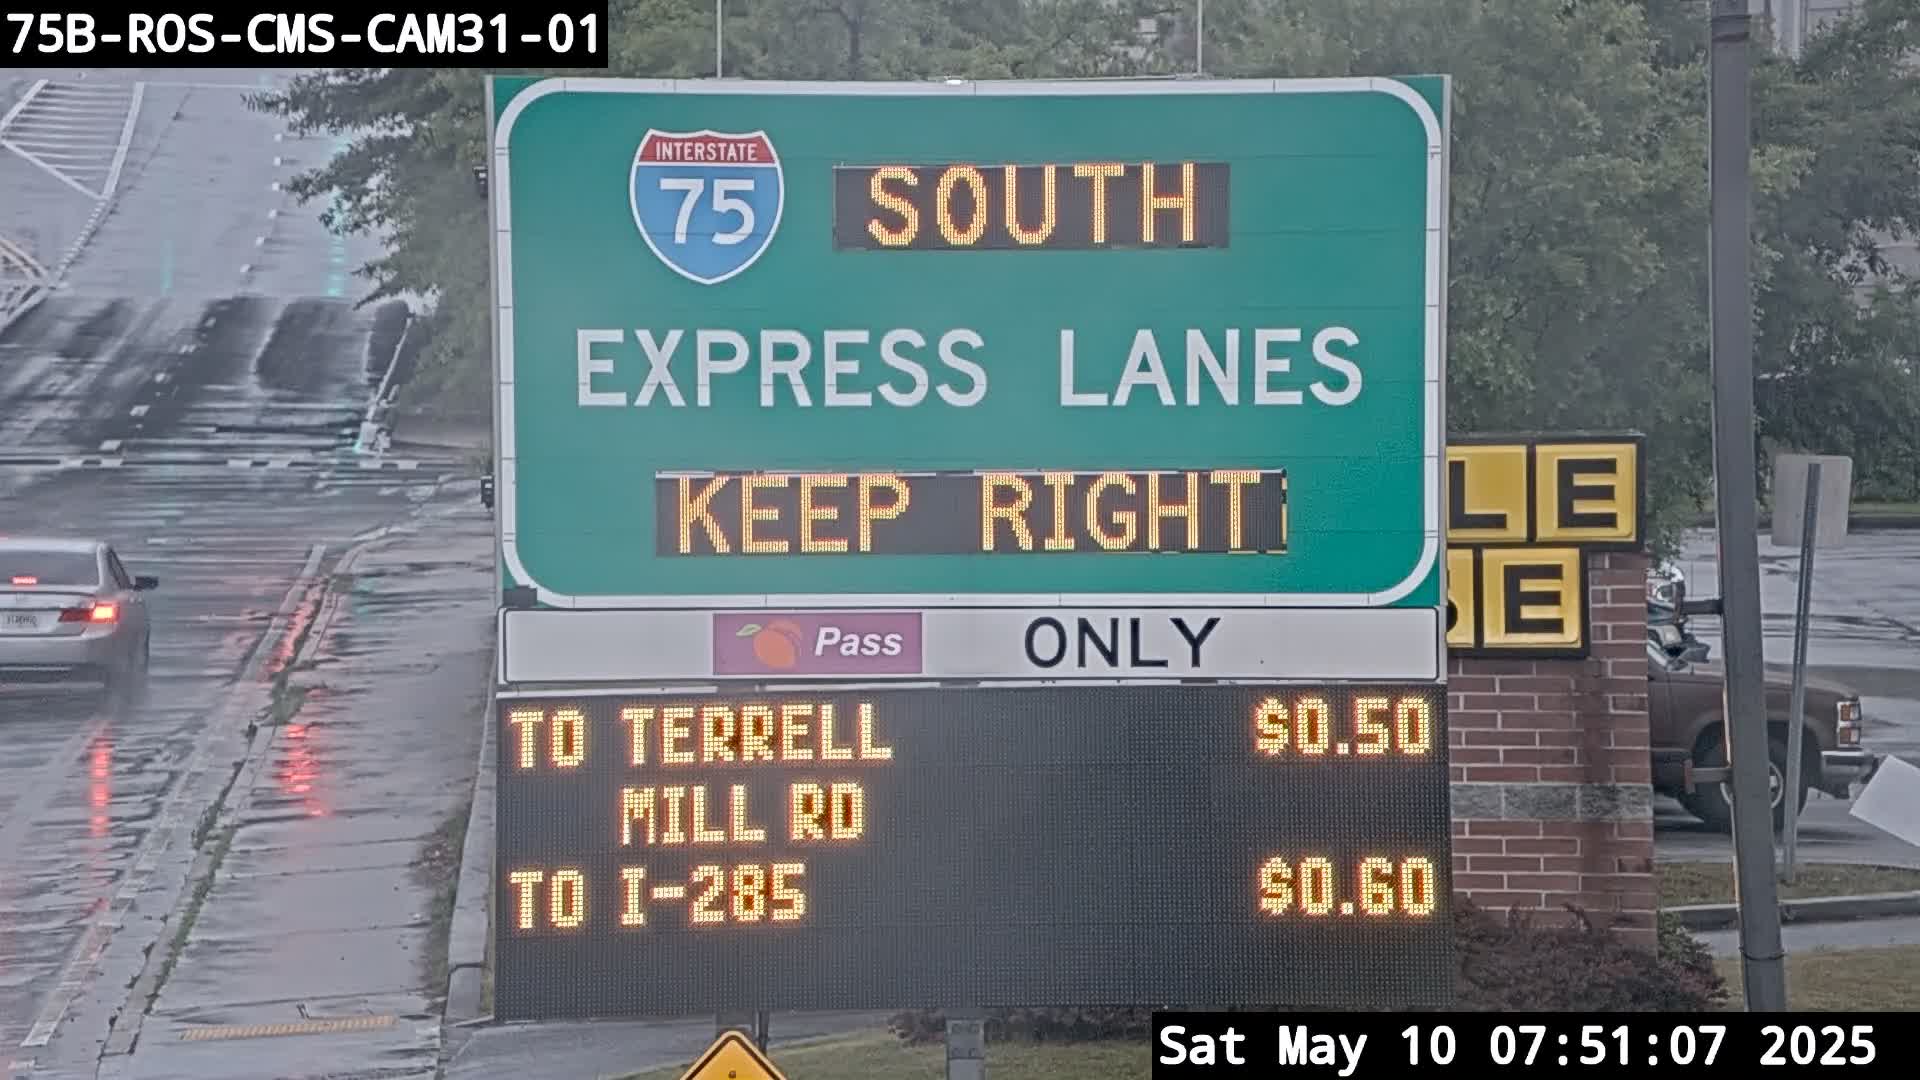 75B-ROS-CMS-CAM31-01
INTERSTATE
75
SOUTH
EXPRESS LANES
KEEP RIGHT
LE
E
Pass ONLY
TO TERRELL $0.50
MILL RD
TO I-285 $0.60
Sat May 10 07:51:07 2025